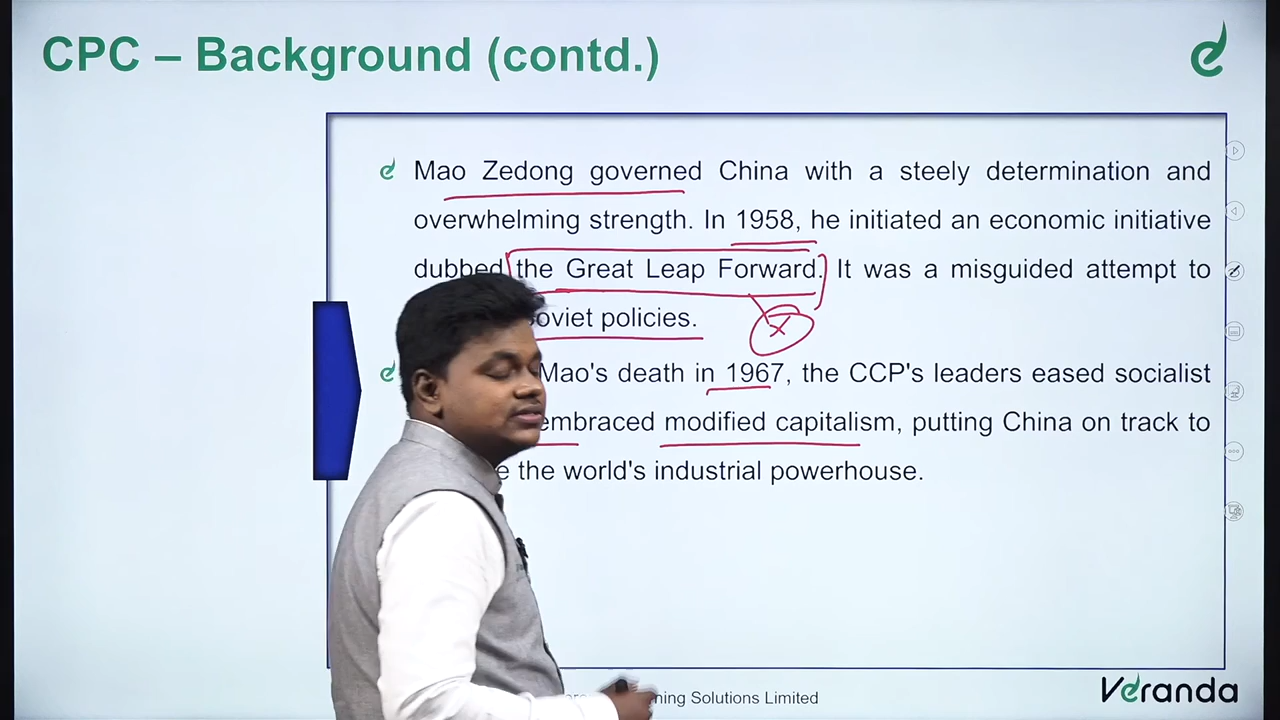 CPC – Background (contd.)
Mao Zedong governed China with a steely determination and
overwhelming strength. In 1958, he initiated an economic initiative
dubbed the Great Leap Forward. It was a misguided attempt to
oviet policies.
Mao's death in 1967, the CCP's leaders eased socialist
embraced modified capitalism, putting China on track to
e the world's industrial powerhouse.
ning Solutions Limited
Veranda